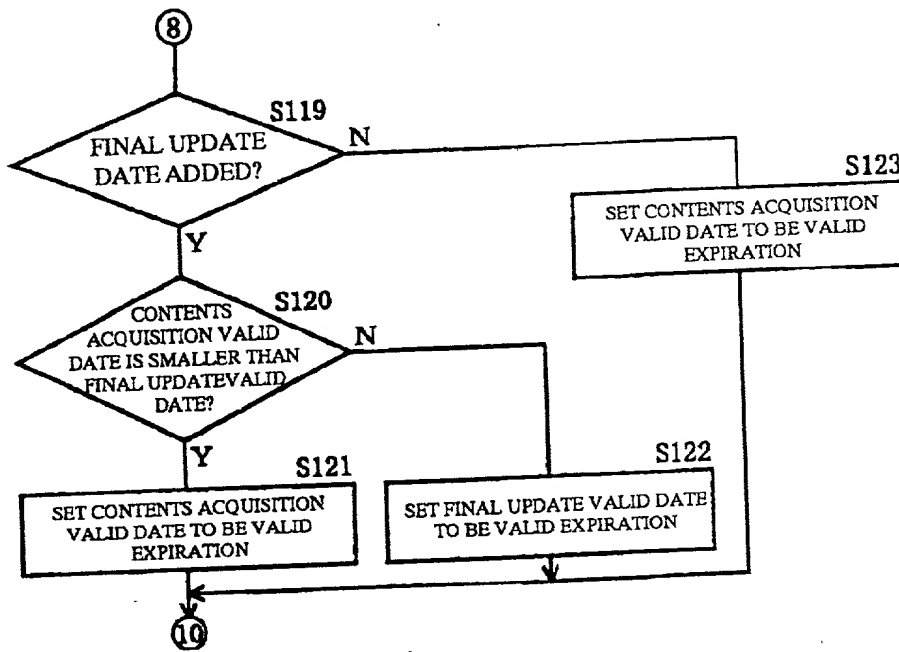 8
S119
FINAL UPDATE
DATE ADDED?
N
Y
S123
SET CONTENTS ACQUISITION
VALID DATE TO BE VALID
EXPIRATION
S120
CONTENTS
ACQUISITION VALID
DATE IS SMALLER THAN
FINAL UPDATEVALID
DATE?
N
Y
S121
SET CONTENTS ACQUISITION
VALID DATE TO BE VALID
EXPIRATION
S122
SET FINAL UPDATE VALID DATE
TO BE VALID EXPIRATION
10